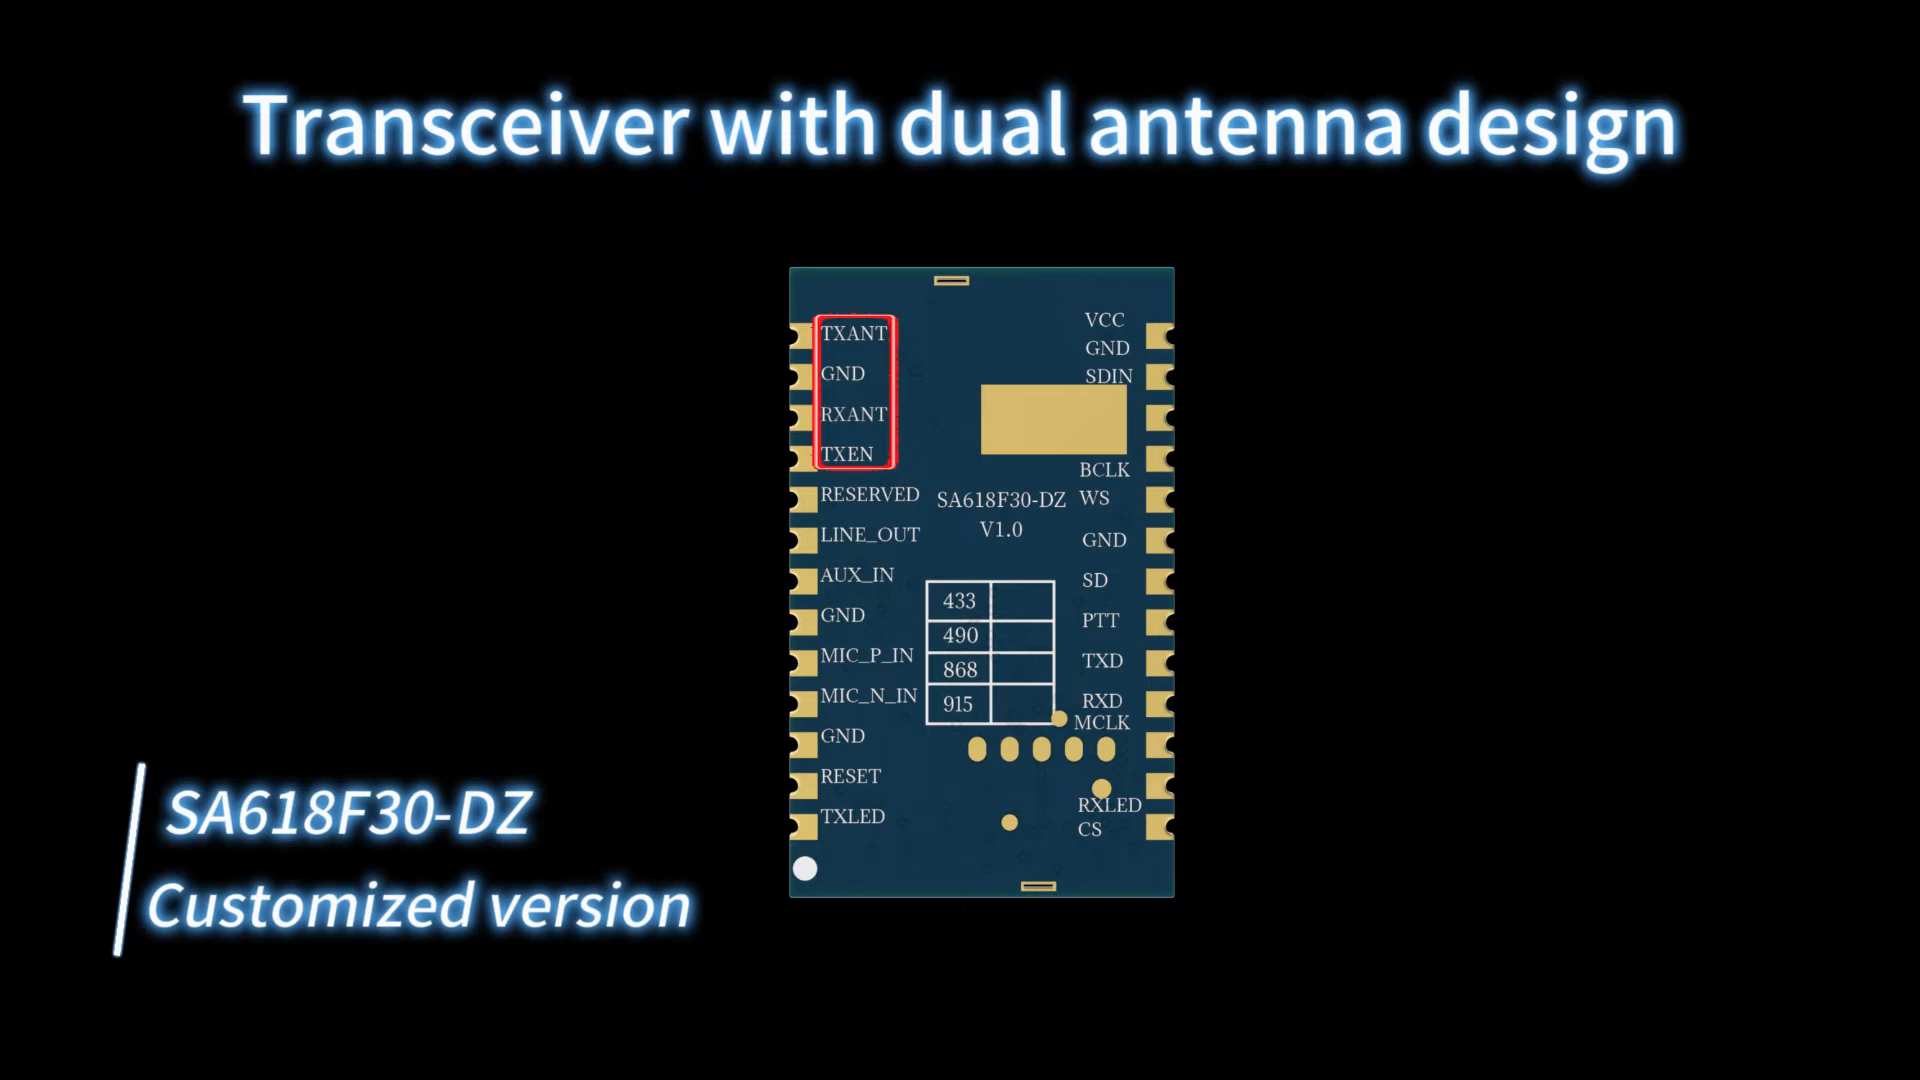 Transceiver with dual antenna design
TXANT
GND
RXANT
TXEN
RESERVED
LINE_OUT
AUX_IN
GND
MIC_P_IN
MIC_N_IN
GND
RESET
TXLED
SA618F30-DZ
V1.0
433
490
868
915
VCC
GND
SDIN
BCLK
WS
GND
SD
PTT
TXD
RXD
MCLK
RXLED
CS
SA618F30-DZ
Customized version